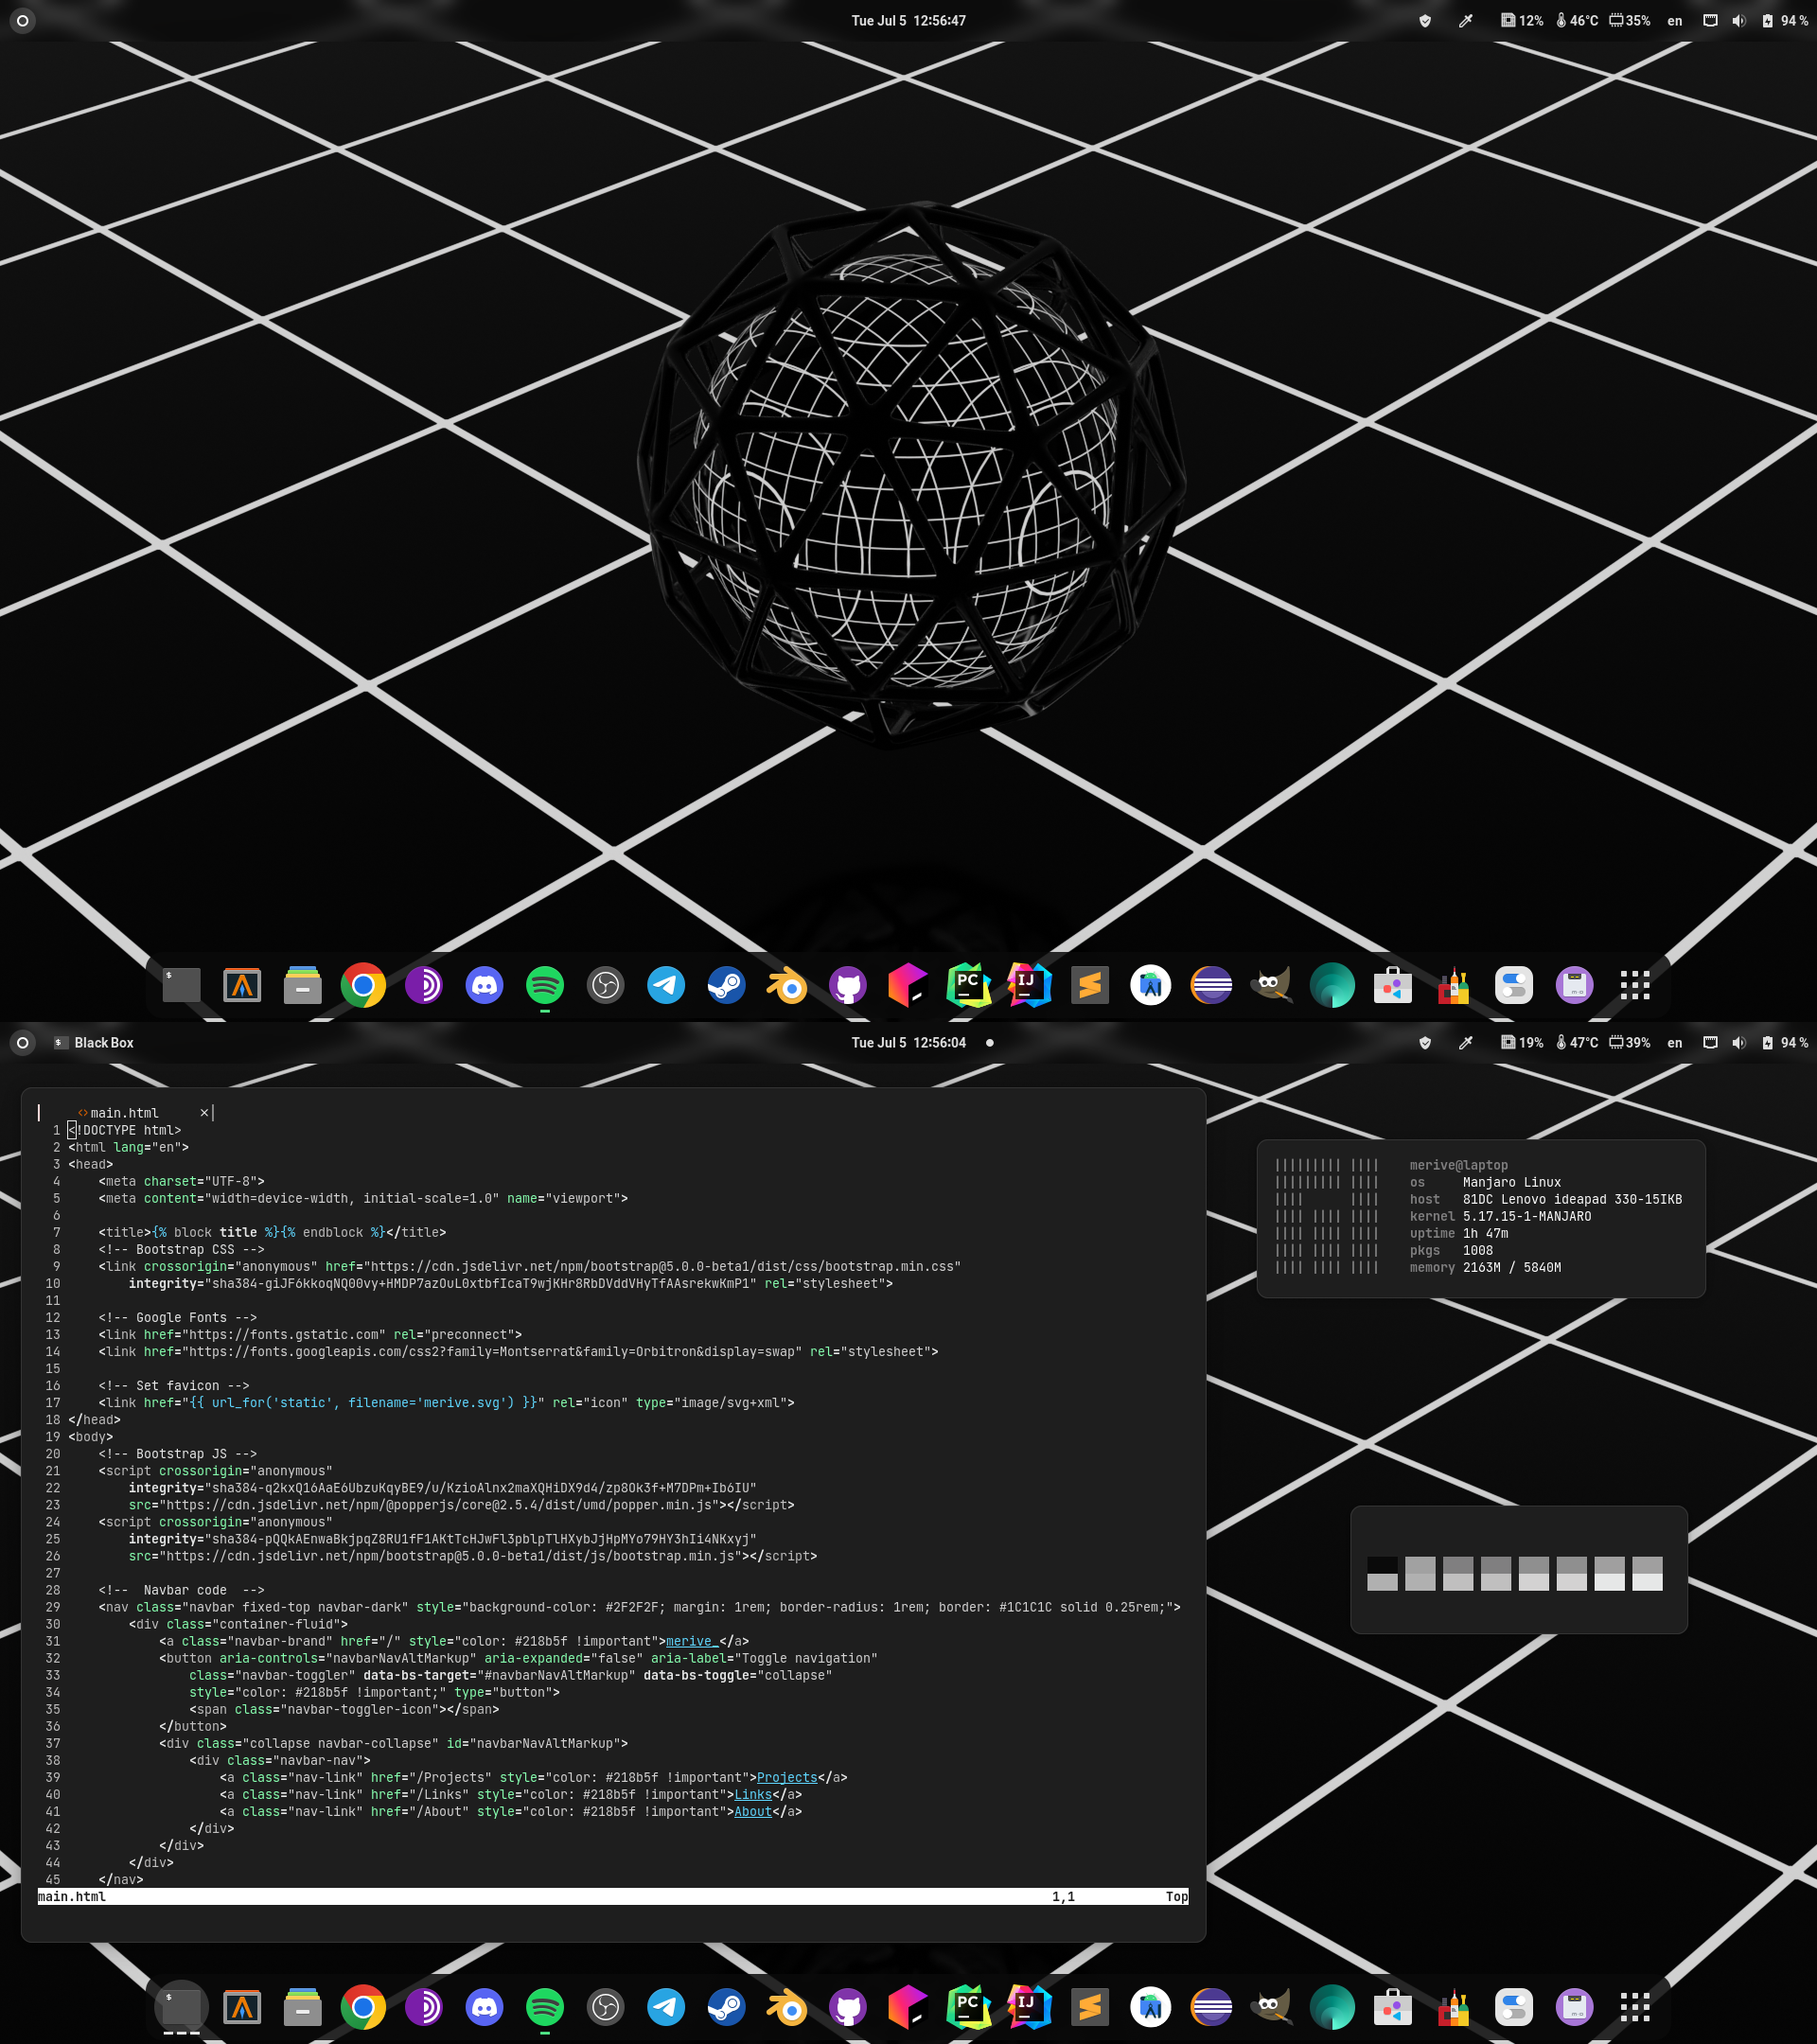 Tue Jul 5 12:56:47
12% 46°C 35% en 94 %
$
PC
IJ
Black Box
Tue Jul 5 12:56:04
19% 47°C 39% en 94 %
main.html ×
1 <!DOCTYPE html>
2 <html lang="en">
3 <head>
4 <meta charset="UTF-8">
5 <meta content="width=device-width, initial-scale=1.0" name="viewport">
6
7 <title>{% block title %}{% endblock %}</title>
8 <!-- Bootstrap CSS -->
9 <link crossorigin="anonymous" href="https://cdn.jsdelivr.net/npm/bootstrap@5.0.0-beta1/dist/css/bootstrap.min.css"
10 integrity="sha384-giJF6kkoqNQ00vy+HMDP7azOuL0xtbfIcaT9wjKHr8RbDVddVHyTfAAsrekwKmP1" rel="stylesheet">
11
12 <!-- Google Fonts -->
13 <link href="https://fonts.gstatic.com" rel="preconnect">
14 <link href="https://fonts.googleapis.com/css2?family=Montserrat&family=Orbitron&display=swap" rel="stylesheet">
15
16 <!-- Set favicon -->
17 <link href="{{ url_for('static', filename='merive.svg') }}" rel="icon" type="image/svg+xml">
18 </head>
19 <body>
20 <!-- Bootstrap JS -->
21 <script crossorigin="anonymous"
22 integrity="sha384-q2kxQ16AaE6UbzuKqyBE9/u/KzioAlnx2maXQHiDX9d4/zp8Ok3f+M7DPm+Ib6IU"
23 src="https://cdn.jsdelivr.net/npm/@popperjs/core@2.5.4/dist/umd/popper.min.js"></script>
24 <script crossorigin="anonymous"
25 integrity="sha384-pQQkAEnwaBkjpqZ8RU1fF1AKtTcHJwFl3pblpTlHXybJjHpMYo79HY3hIi4NKxyj"
26 src="https://cdn.jsdelivr.net/npm/bootstrap@5.0.0-beta1/dist/js/bootstrap.min.js"></script>
27
28 <!-- Navbar code -->
29 <nav class="navbar fixed-top navbar-dark" style="background-color: #2F2F2F; margin: 1rem; border-radius: 1rem; border: #1C1C1C solid 0.25rem;">
30 <div class="container-fluid">
31 <a class="navbar-brand" href="/" style="color: #218b5f !important">merive_</a>
32 <button aria-controls="navbarNavAltMarkup" aria-expanded="false" aria-label="Toggle navigation"
33 class="navbar-toggler" data-bs-target="#navbarNavAltMarkup" data-bs-toggle="collapse"
34 style="color: #218b5f !important;" type="button">
35 <span class="navbar-toggler-icon"></span>
36 </button>
37 <div class="collapse navbar-collapse" id="navbarNavAltMarkup">
38 <div class="navbar-nav">
39 <a class="nav-link" href="/Projects" style="color: #218b5f !important">Projects</a>
40 <a class="nav-link" href="/Links" style="color: #218b5f !important">Links</a>
41 <a class="nav-link" href="/About" style="color: #218b5f !important">About</a>
42 </div>
43 </div>
44 </div>
45 </nav>
main.html 1,1 Top
merive@laptop
os Manjaro Linux
host 81DC Lenovo ideapad 330-15IKB
kernel 5.17.15-1-MANJARO
uptime 1h 47m
pkgs 1008
memory 2163M / 5840M
$
PC
IJ